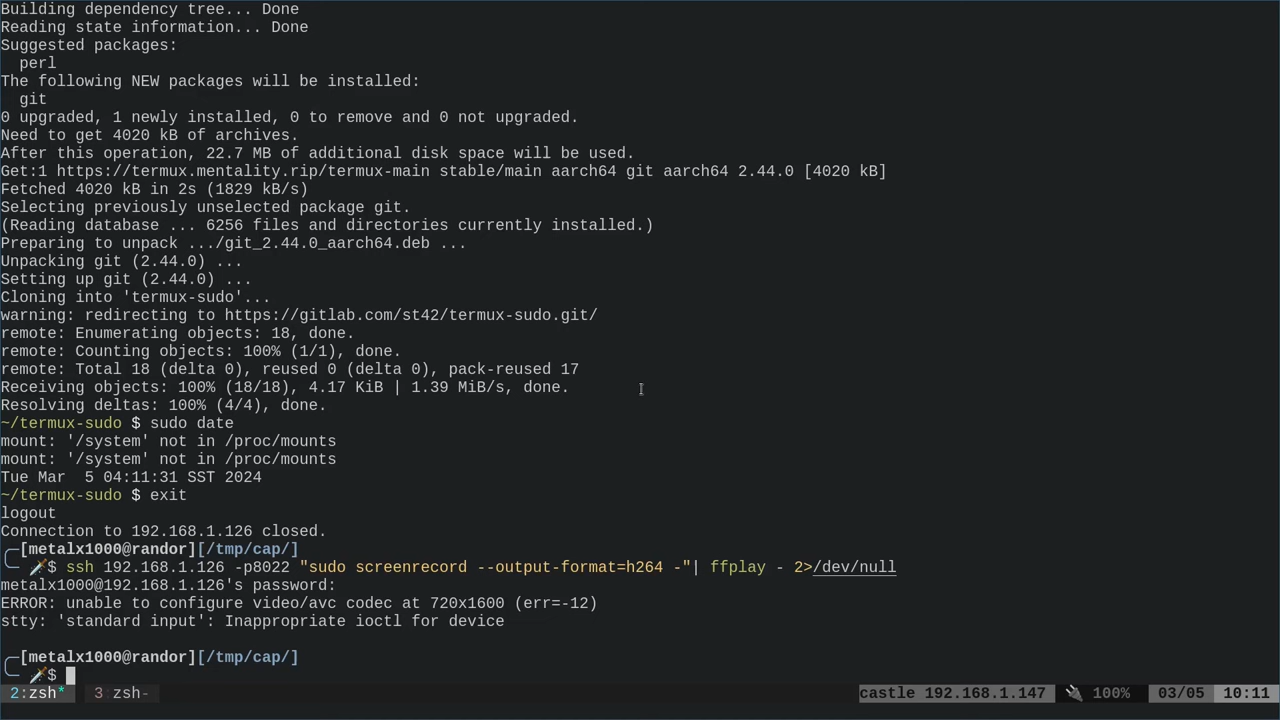 Building dependency tree... Done
Reading state information... Done
Suggested packages:
  perl
The following NEW packages will be installed:
  git
0 upgraded, 1 newly installed, 0 to remove and 0 not upgraded.
Need to get 4020 kB of archives.
After this operation, 22.7 MB of additional disk space will be used.
Get:1 https://termux.mentality.rip/termux-main stable/main aarch64 git aarch64 2.44.0 [4020 kB]
Fetched 4020 kB in 2s (1829 kB/s)
Selecting previously unselected package git.
(Reading database ... 6256 files and directories currently installed.)
Preparing to unpack .../git_2.44.0_aarch64.deb ...
Unpacking git (2.44.0) ...
Setting up git (2.44.0) ...
Cloning into 'termux-sudo'...
warning: redirecting to https://gitlab.com/st42/termux-sudo.git/
remote: Enumerating objects: 18, done.
remote: Counting objects: 100% (1/1), done.
remote: Total 18 (delta 0), reused 0 (delta 0), pack-reused 17
Receiving objects: 100% (18/18), 4.17 KiB | 1.39 MiB/s, done.
Resolving deltas: 100% (4/4), done.
~/termux-sudo $ sudo date
mount: '/system' not in /proc/mounts
mount: '/system' not in /proc/mounts
Tue Mar  5 04:11:31 SST 2024
~/termux-sudo $ exit
logout
Connection to 192.168.1.126 closed.
[metalx1000@randor][/tmp/cap/]
$ ssh 192.168.1.126 -p8022 "sudo screenrecord --output-format=h264 -"| ffplay - 2>/dev/null
metalx1000@192.168.1.126's password:
ERROR: unable to configure video/avc codec at 720x1600 (err=-12)
stty: 'standard input': Inappropriate ioctl for device
[metalx1000@randor][/tmp/cap/]
$
2:zsh* 3:zsh- castle 192.168.1.147 100% 03/05 10:11